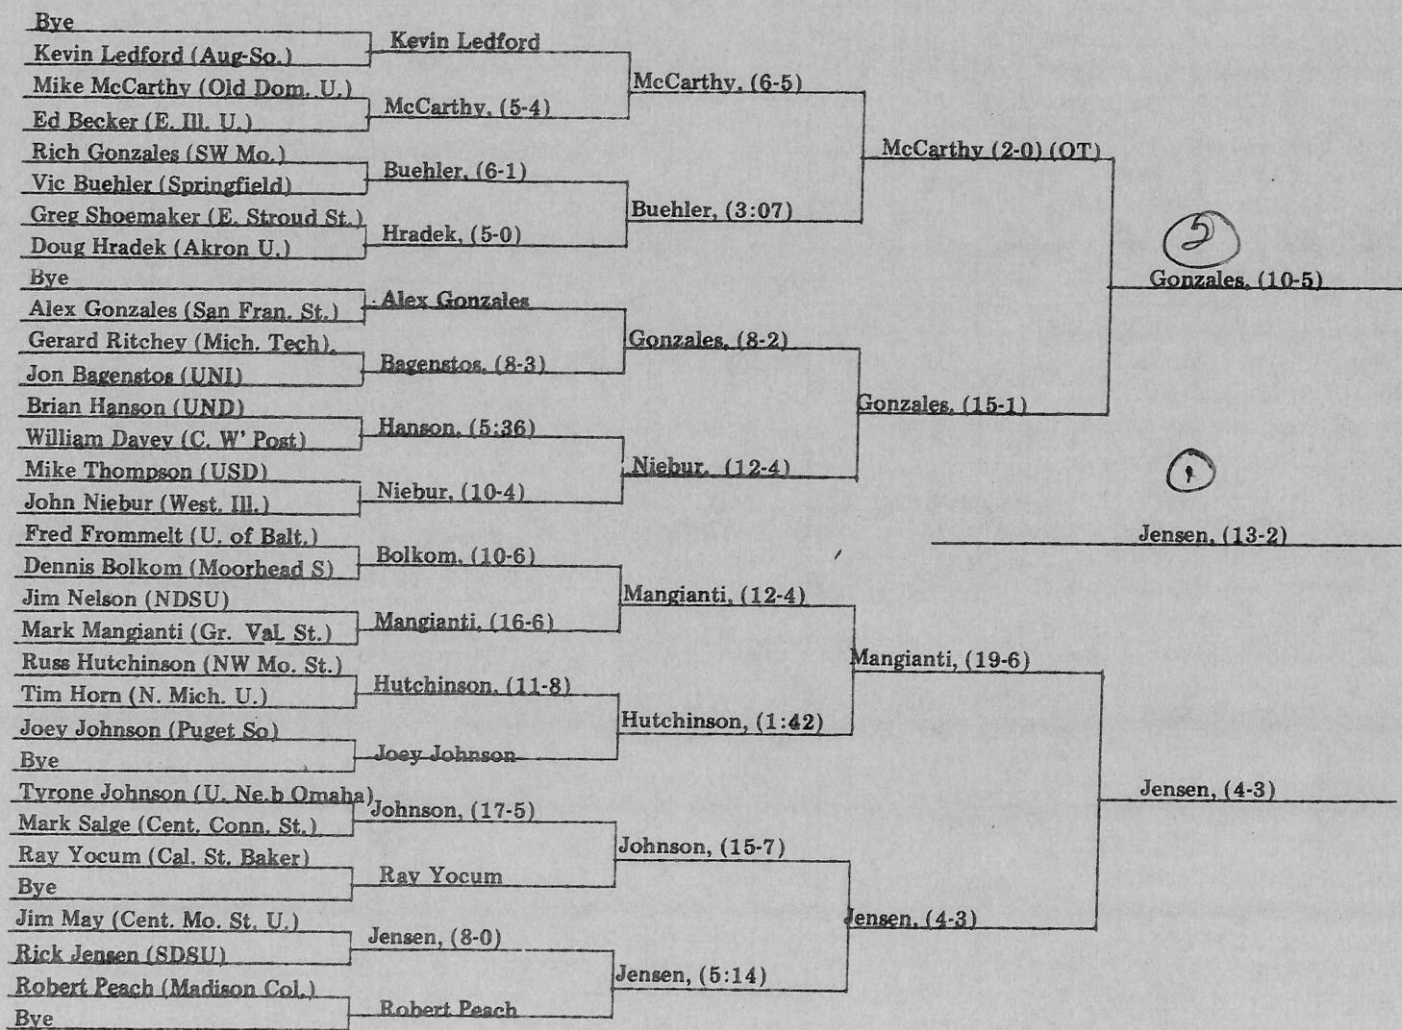 Bye
Kevin Ledford (Aug-So.)
Mike McCarthy (Old Dom. U.)
Ed Becker (E. Ill. U.)
Rich Gonzales (SW Mo.)
Vic Buehler (Springfield)
Greg Shoemaker (E. Stroud St.)
Doug Hradek (Akron U.)
Bye
Alex Gonzales (San Fran. St.)
Gerard Ritchey (Mich. Tech).
Jon Bagenstos (UNI)
Brian Hanson (UND)
William Davey (C. W' Post)
Mike Thompson (USD)
John Niebur (West. Ill.)
Fred Frommelt (U. of Balt.)
Dennis Bolkom (Moorhead S)
Jim Nelson (NDSU)
Mark Mangianti (Gr. Val. St.)
Russ Hutchinson (NW Mo. St.)
Tim Horn (N. Mich. U.)
Joey Johnson (Puget So)
Bye
Tyrone Johnson (U. Ne.b Omaha)
Mark Salge (Cent. Conn. St.)
Ray Yocum (Cal. St. Baker)
Bye
Jim May (Cent. Mo. St. U.)
Rick Jensen (SDSU)
Robert Peach (Madison Col.)
Bye
Kevin Ledford
McCarthy, (5-4)
Buehler, (6-1)
Hradek, (5-0)
Alex Gonzales
Bagenstos, (8-3)
Hanson, (5:36)
Niebur, (10-4)
Bolkom, (10-6)
Mangianti, (16-6)
Hutchinson, (11-8)
Joey Johnson
Johnson, (17-5)
Ray Yocum
Jensen, (8-0)
Robert Peach
McCarthy, (6-5)
Buehler, (3:07)
Gonzales, (8-2)
Niebur, (12-4)
Mangianti, (12-4)
Hutchinson, (1:42)
Johnson, (15-7)
Jensen, (5:14)
McCarthy (2-0) (OT)
Gonzales, (15-1)
Mangianti, (19-6)
Jensen, (4-3)
Gonzales, (10-5)
Jensen, (4-3)
Jensen, (13-2)